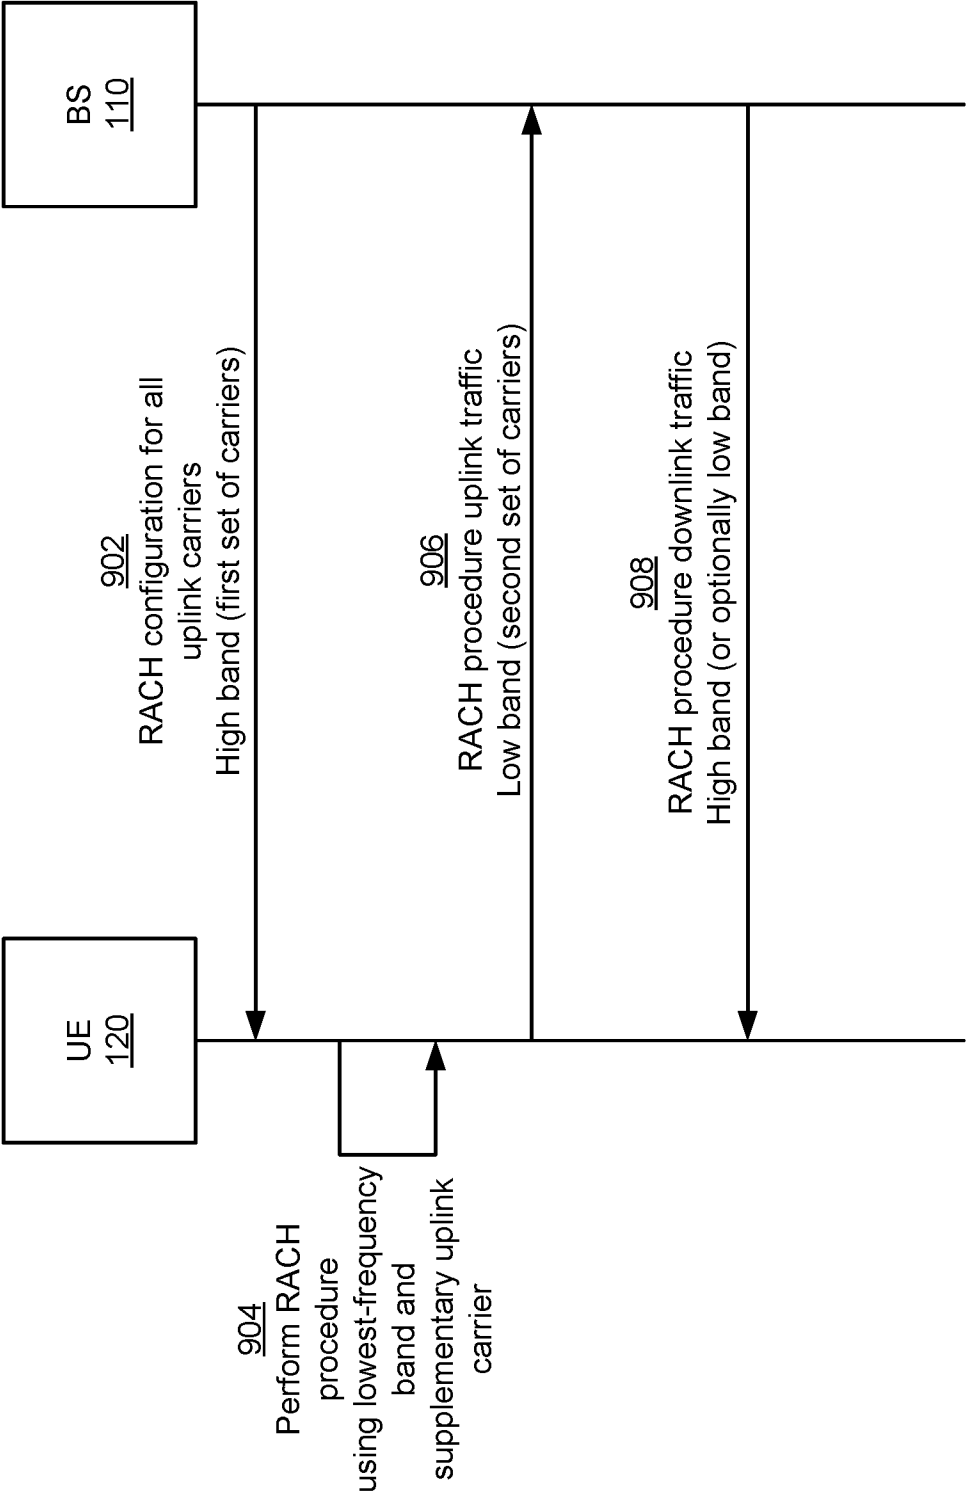 UE
120
BS
110
902
RACH configuration for all
uplink carriers
High band (first set of carriers)
904
Perform RACH
procedure
using lowest-frequency
band and
supplementary uplink
carrier
906
RACH procedure uplink traffic
Low band (second set of carriers)
908
RACH procedure downlink traffic
High band (or optionally low band)